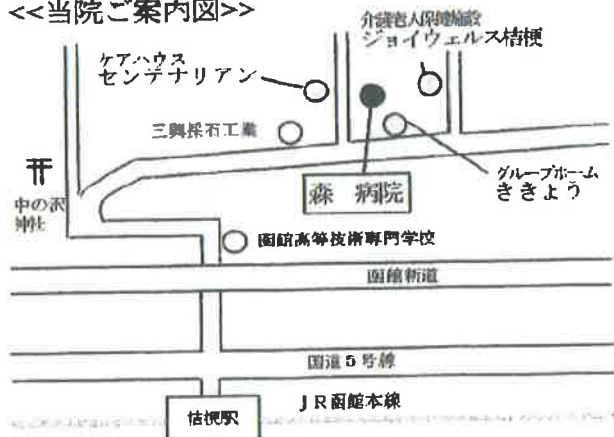 <<当院ご案内図>>
介護老人保健施設
ジョイウェルス桔梗
ケアハウス
センテナリアン
三興採石工業
グループホーム
ききょう
森　病院
中の沢
神社
函館高等技術専門学校
函館新道
国道5号線
JR函館本線
桔梗駅